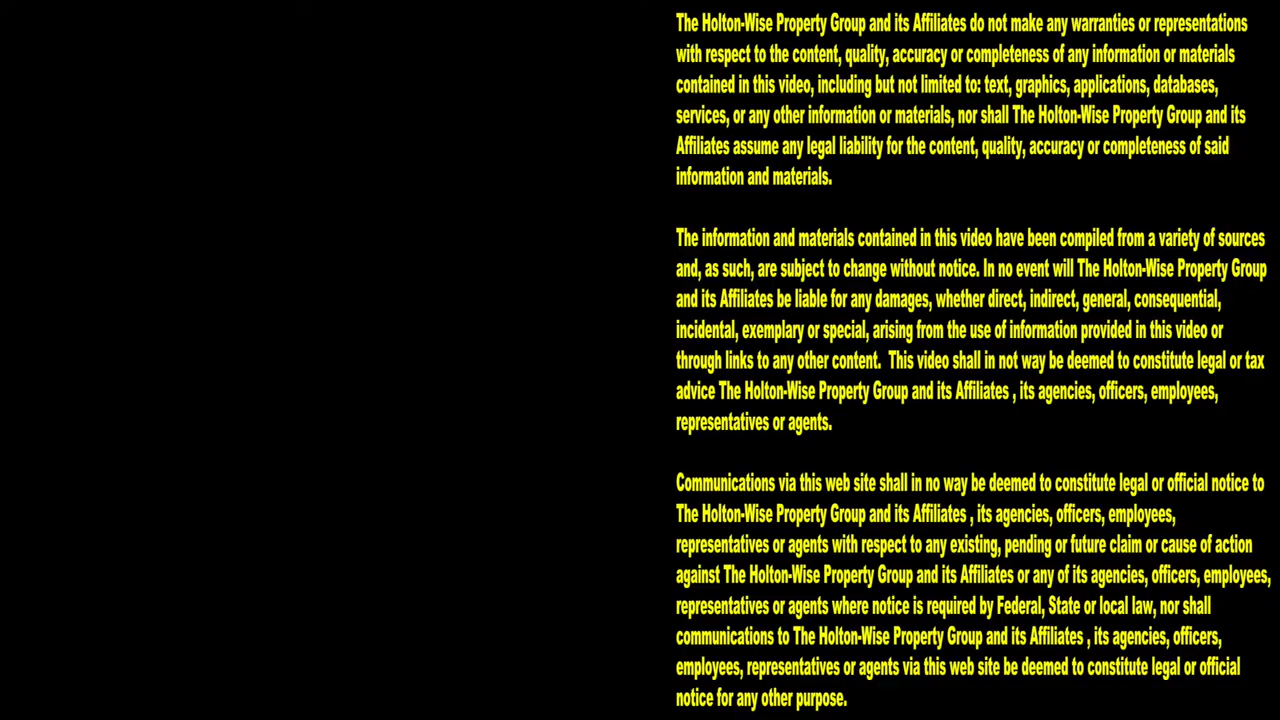 The Holton-Wise Property Group and its Affiliates do not make any warranties or representations
with respect to the content, quality, accuracy or completeness of any information or materials
contained in this video, including but not limited to: text, graphics, applications, databases,
services, or any other information or materials, nor shall The Holton-Wise Property Group and its
Affiliates assume any legal liability for the content, quality, accuracy or completeness of said
information and materials.
The information and materials contained in this video have been compiled from a variety of sources
and, as such, are subject to change without notice. In no event will The Holton-Wise Property Group
and its Affiliates be liable for any damages, whether direct, indirect, general, consequential,
incidental, exemplary or special, arising from the use of information provided in this video or
through links to any other content.  This video shall in not way be deemed to constitute legal or tax
advice The Holton-Wise Property Group and its Affiliates , its agencies, officers, employees,
representatives or agents.
Communications via this web site shall in no way be deemed to constitute legal or official notice to
The Holton-Wise Property Group and its Affiliates , its agencies, officers, employees,
representatives or agents with respect to any existing, pending or future claim or cause of action
against The Holton-Wise Property Group and its Affiliates or any of its agencies, officers, employees,
representatives or agents where notice is required by Federal, State or local law, nor shall
communications to The Holton-Wise Property Group and its Affiliates , its agencies, officers,
employees, representatives or agents via this web site be deemed to constitute legal or official
notice for any other purpose.